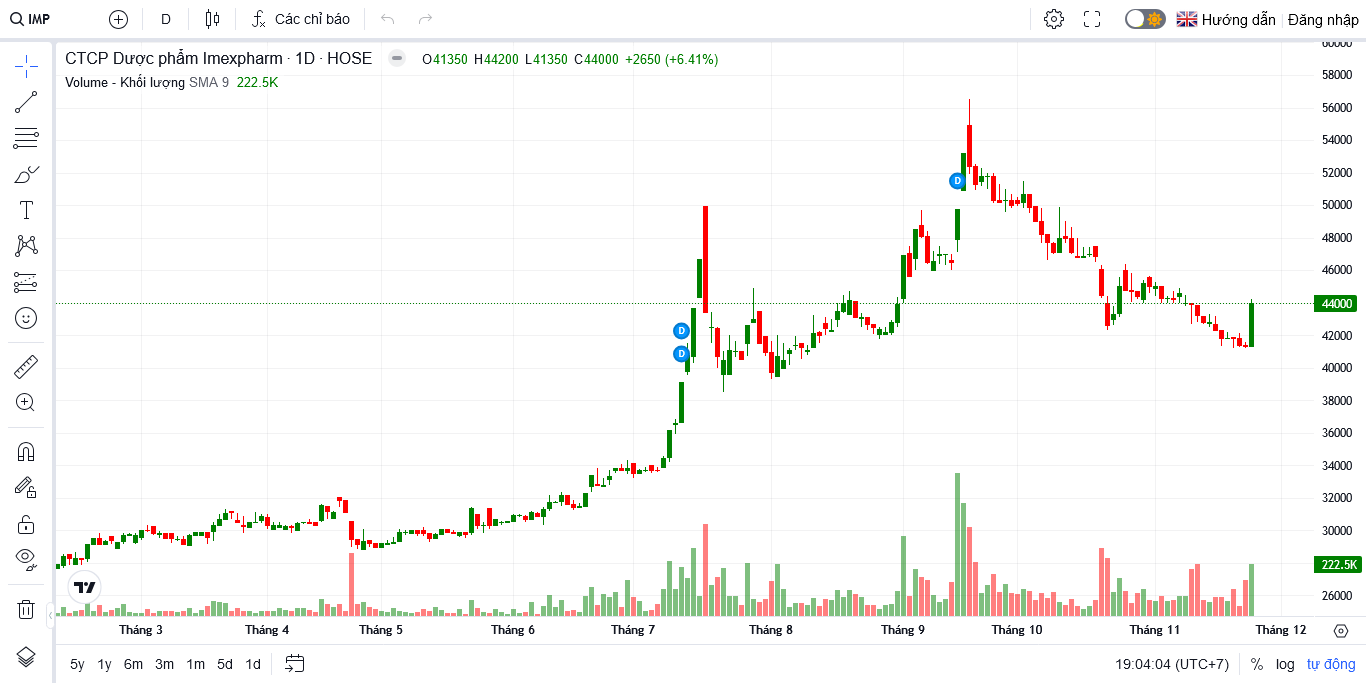 IMP D Các chỉ báo Hướng dẫn Đăng nhập
CTCP Dược phẩm Imexpharm · 1D · HOSE O41350 H44200 L41350 C44000 +2650 (+6.41%)
Volume - Khối lượng SMA 9 222.5K
60000
58000
56000
54000
52000
50000
48000
46000
44000
42000
40000
38000
36000
34000
32000
30000
222.5K
26000
D
D
D
Tháng 3 Tháng 4 Tháng 5 Tháng 6 Tháng 7 Tháng 8 Tháng 9 Tháng 10 Tháng 11 Tháng 12
5y 1y 6m 3m 1m 5d 1d 19:04:04 (UTC+7) % log tự động